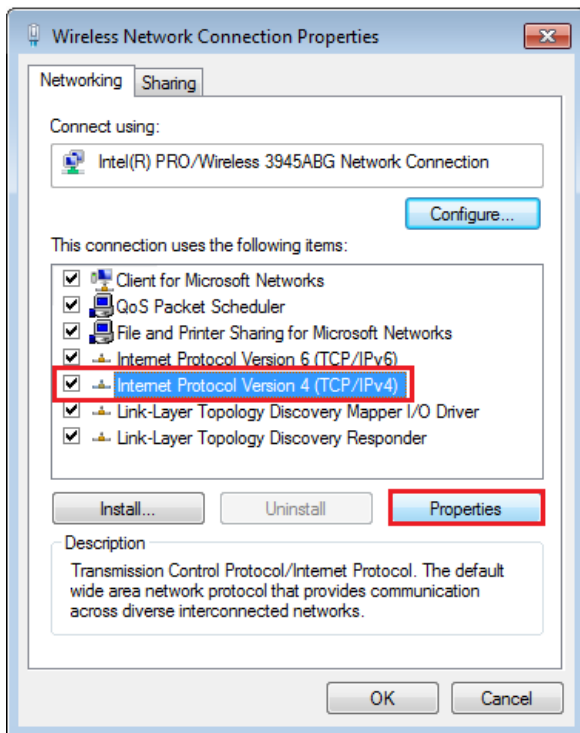 Wireless Network Connection Properties
Networking
Sharing
Connect using:
Intel(R) PRO/Wireless 3945ABG Network Connection
Configure...
This connection uses the following items:
Client for Microsoft Networks
QoS Packet Scheduler
File and Printer Sharing for Microsoft Networks
Internet Protocol Version 6 (TCP/IPv6)
Internet Protocol Version 4 (TCP/IPv4)
Link-Layer Topology Discovery Mapper I/O Driver
Link-Layer Topology Discovery Responder
Install...
Uninstall
Properties
Description
Transmission Control Protocol/Internet Protocol. The default
wide area network protocol that provides communication
across diverse interconnected networks.
OK
Cancel